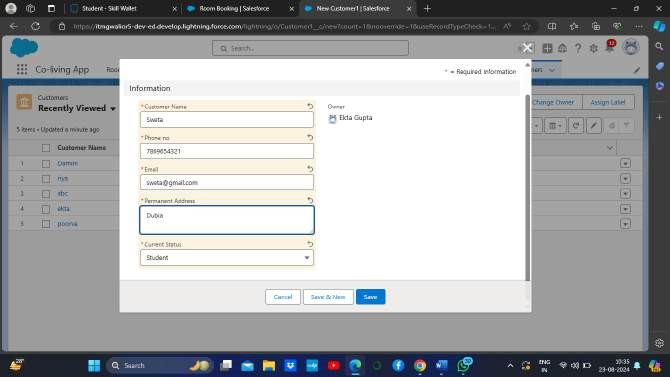 Student - Skill Wallet
Room Booking | Salesforce
New Customer1 | Salesforce
https://itmgwalior5-dev-ed.develop.lightning.force.com/lightning/o/Customer1__c/new?count=1&nooverride=1&useRecordTypeCheck=1...
Search...
12
Co-living App
* = Required Information
Information
Customers
Recently Viewed
5 items • Updated a minute ago
Change Owner
Assign Label
Customer Name
1 Damini
2 riya
3 abc
4 ekta
5 poorva
*Customer Name
Sweta
Owner
Ekta Gupta
*Phone no
7869654321
*Email
sweta@gmail.com
*Permanent Address
Dubia
*Current Status
Student
Cancel
Save & New
Save
28°
Search
ENG
IN
10:35
23-08-2024